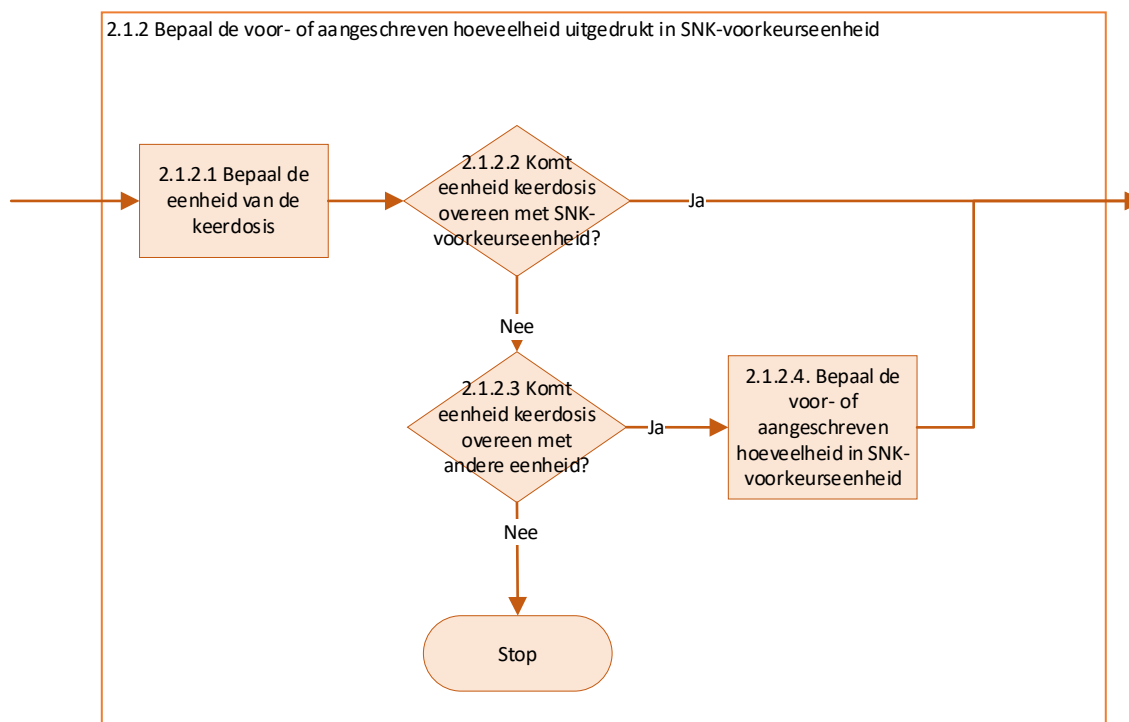 2.1.2 Bepaal de voor- of aangeschreven hoeveelheid uitgedrukt in SNK-voorkeurseenheid
2.1.2.1 Bepaal de
eenheid van de
keerdosis
2.1.2.2 Komt
eenheid keerdosis
overeen met SNK-
voorkeurseenheid?
Ja
Nee
2.1.2.3 Komt
eenheid keerdosis
overeen met
andere eenheid?
Ja
2.1.2.4. Bepaal de
voor- of
aangeschreven
hoeveelheid in SNK-
voorkeurseenheid
Nee
Stop